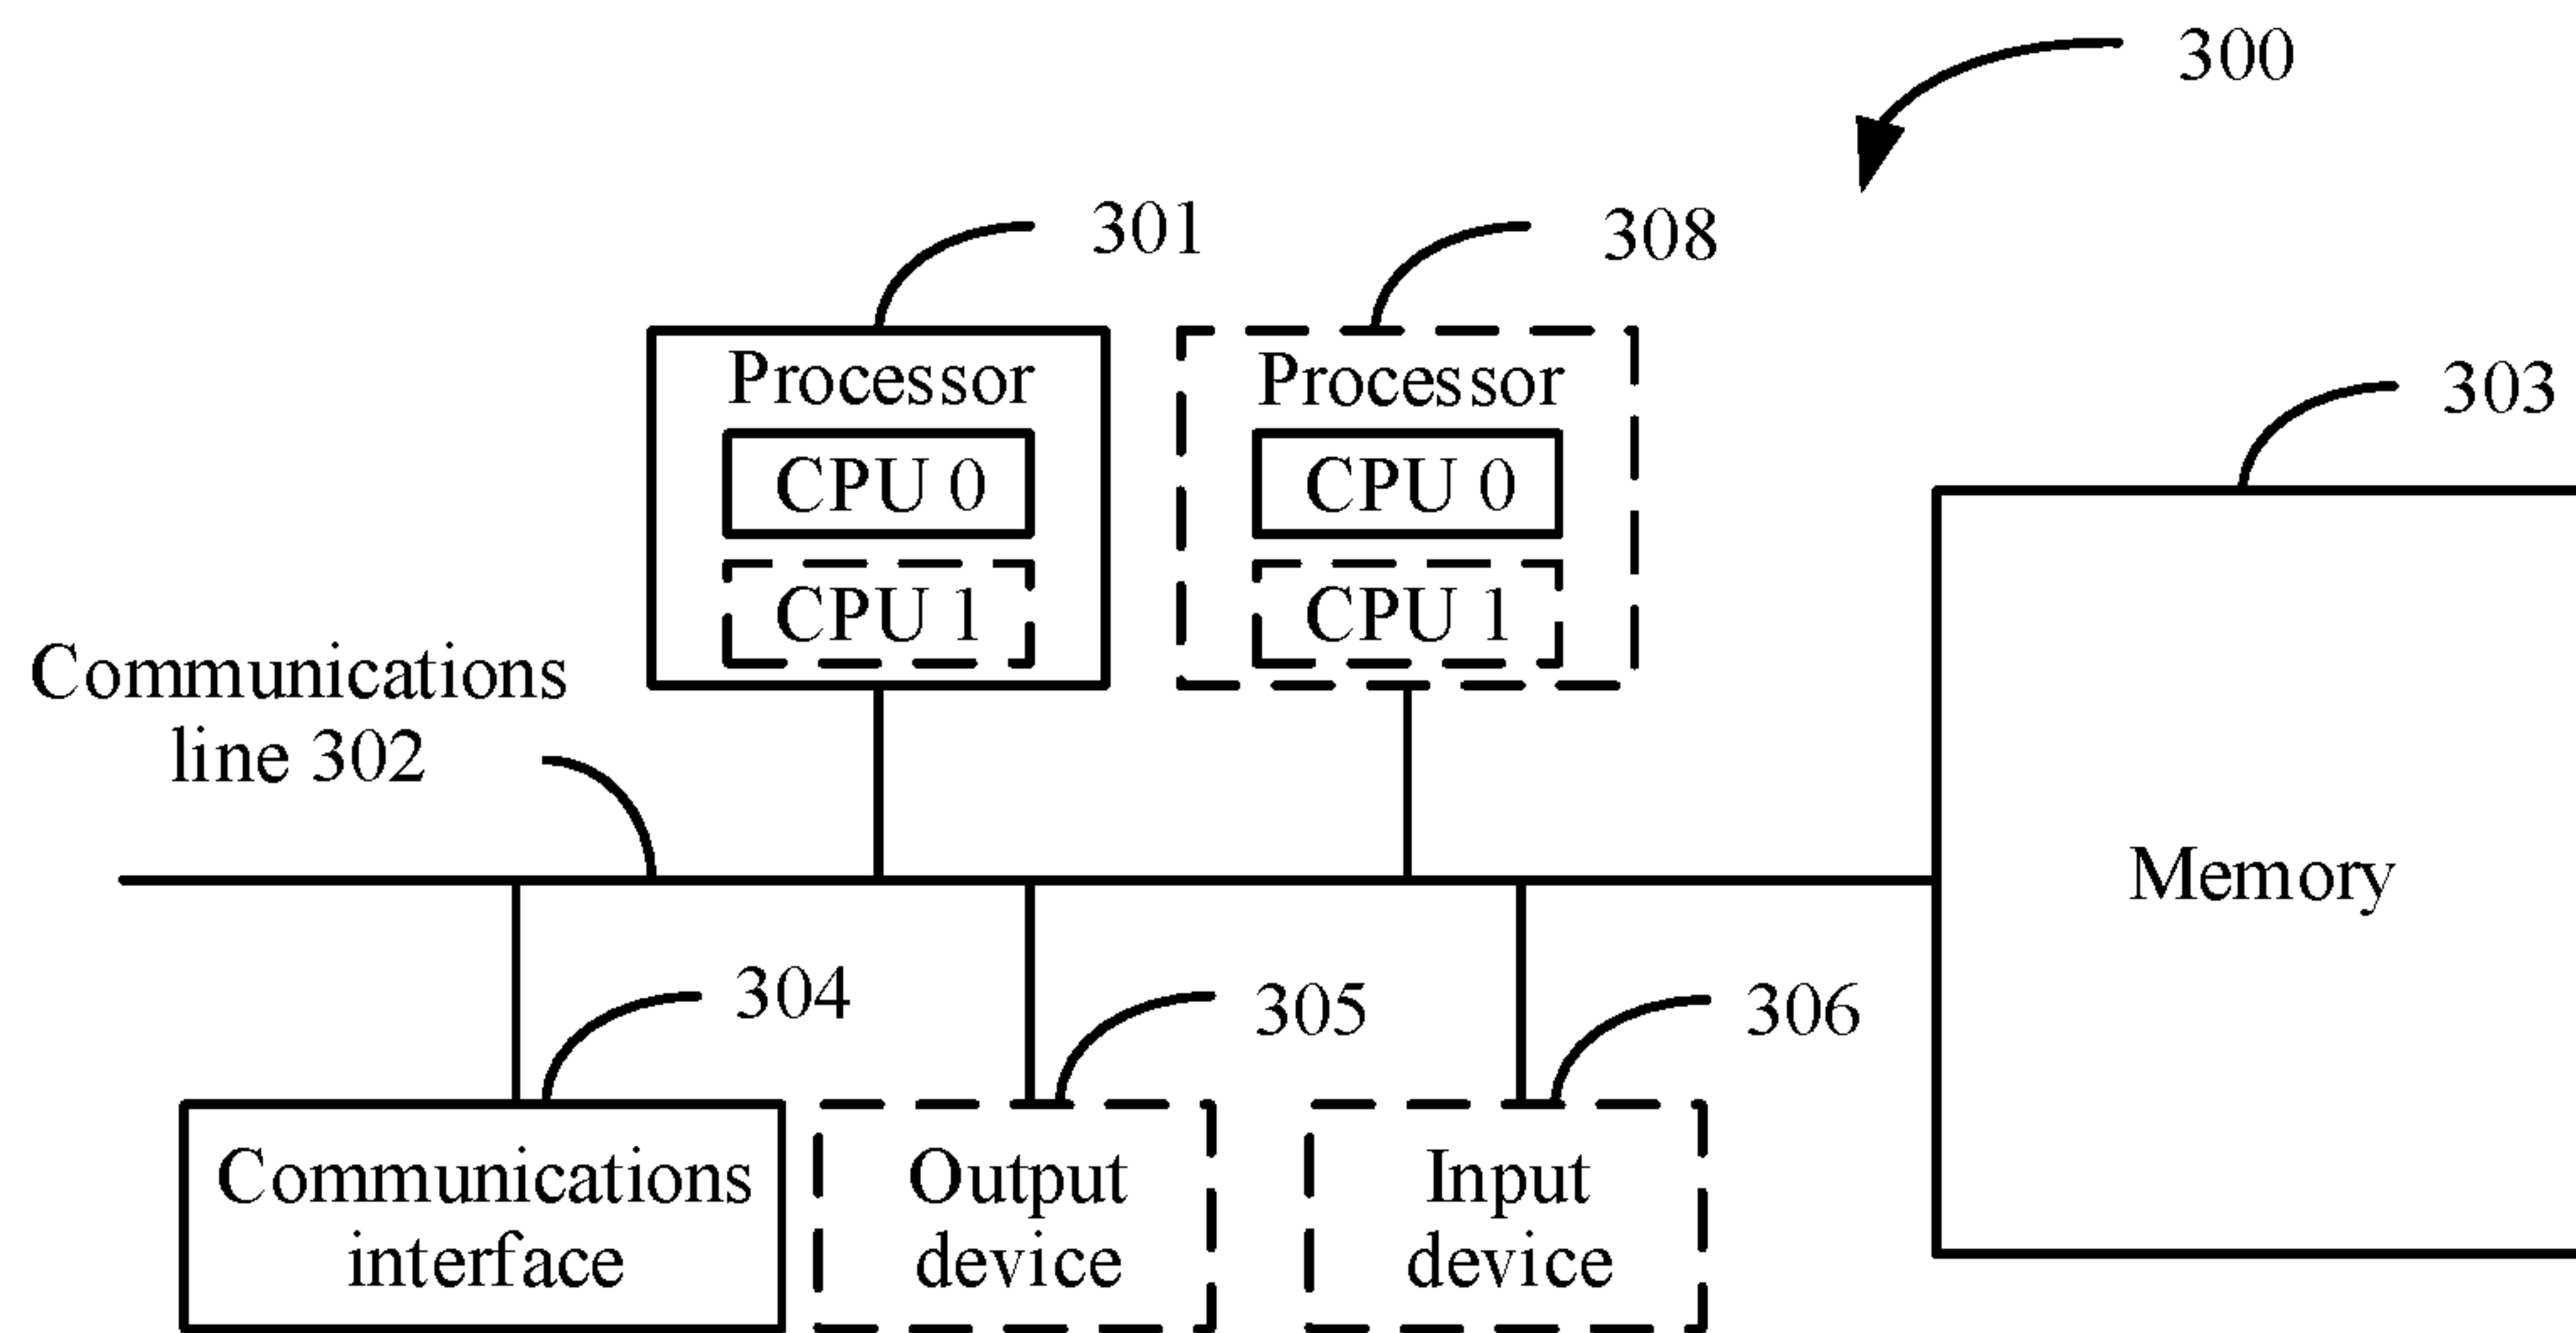 300
301
308
Processor
CPU 0
CPU 1
Processor
CPU 0
CPU 1
303
Memory
Communications
line 302
304
305
306
Communications
interface
Output
device
Input
device